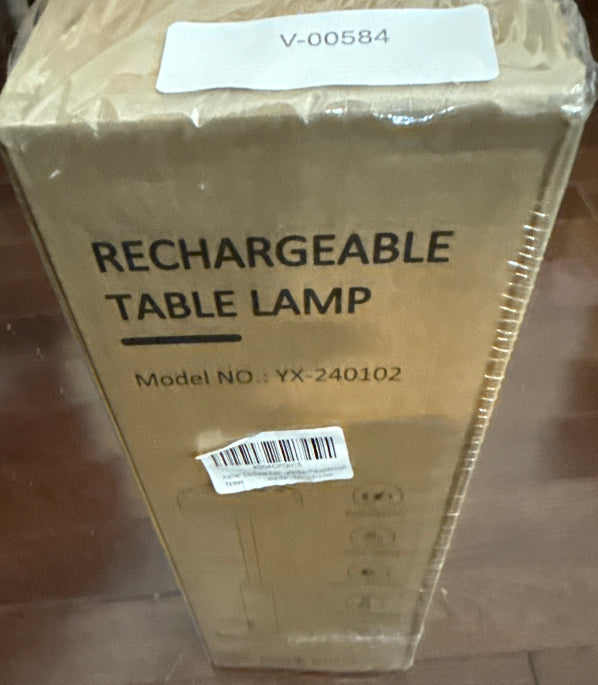 V-00584
RECHARGEABLE
TABLE LAMP
Model NO.: YX-240102
New